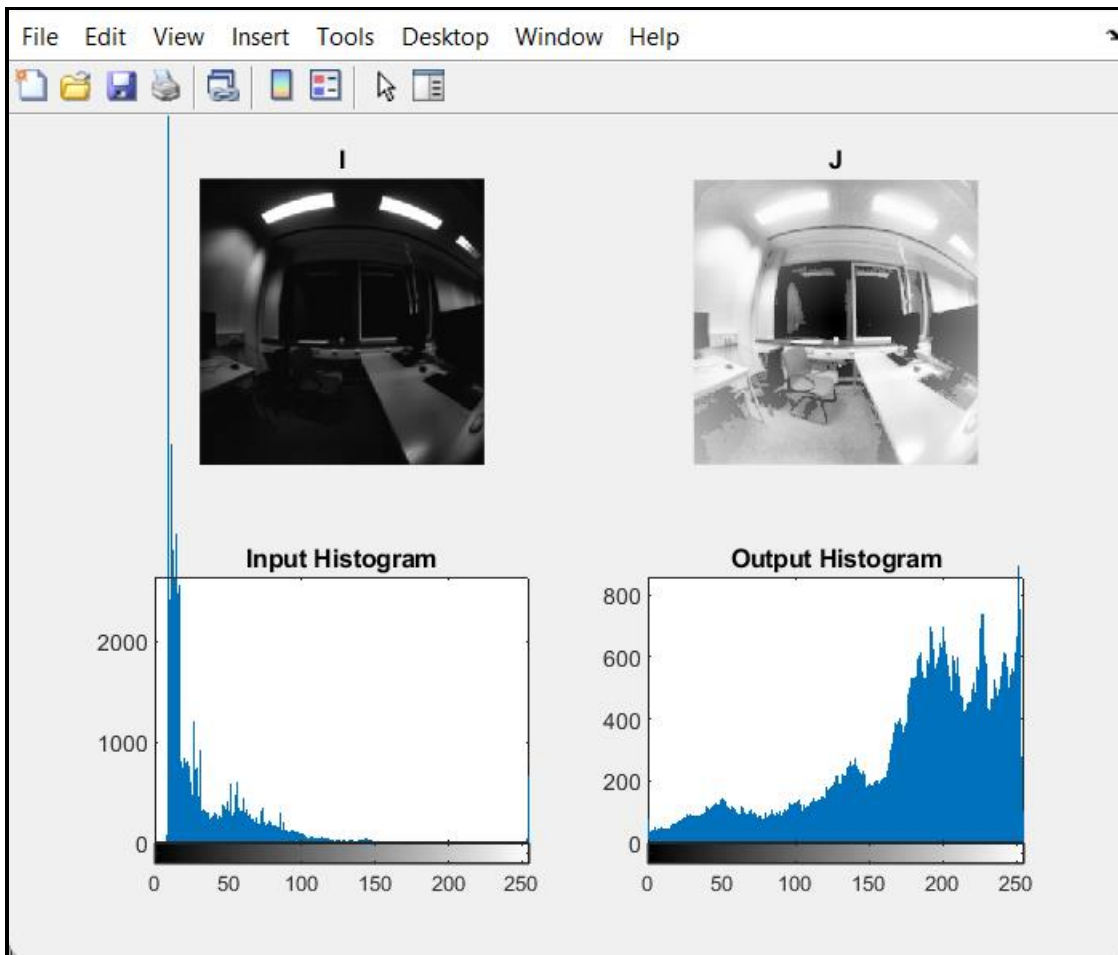 File Edit View Insert Tools Desktop Window Help
I
J
Input Histogram
2000
1000
0
0 50 100 150 200 250
Output Histogram
800
600
400
200
0
0 50 100 150 200 250